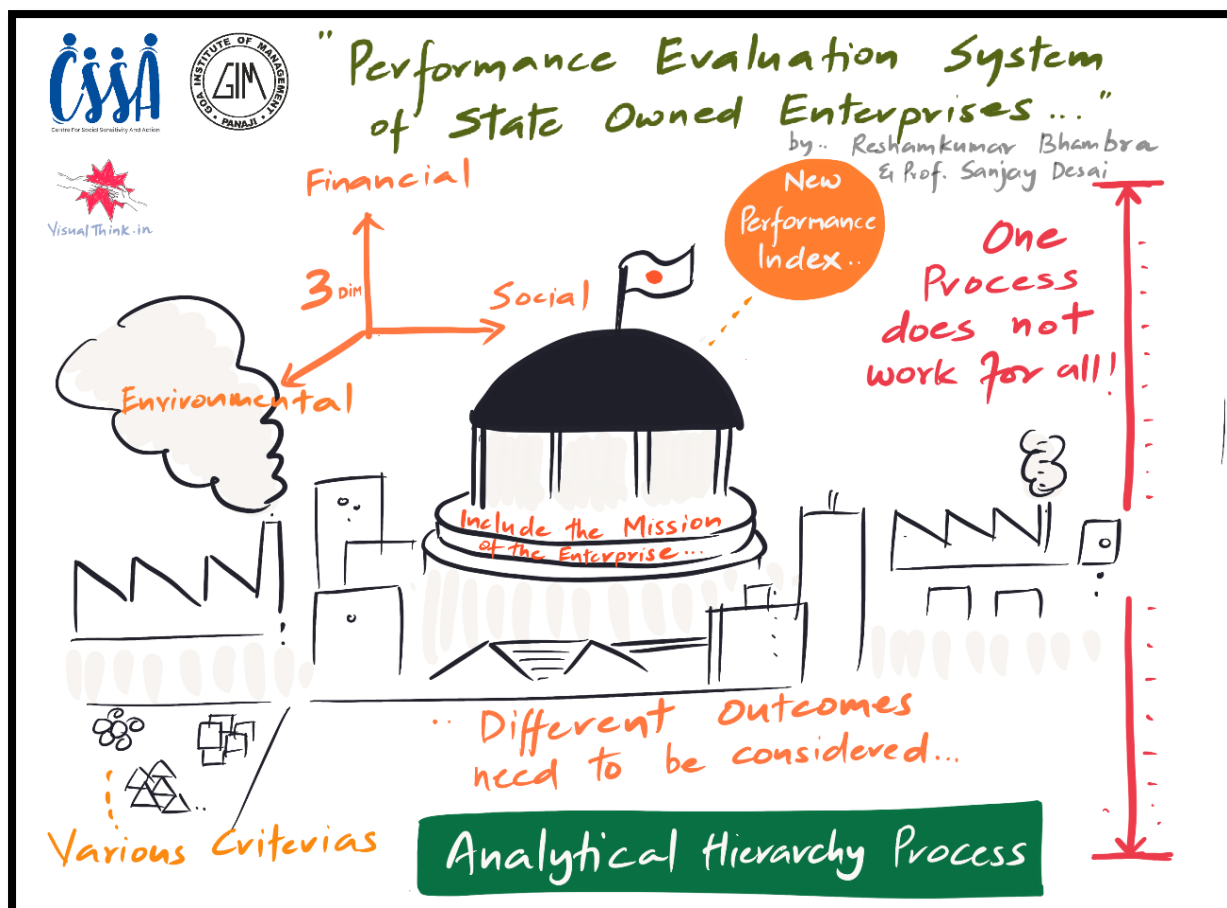 CSSA
Centre For Social Sensitivity And Action
GOA INSTITUTE OF MANAGEMENT
GIM
PANAJI
VisualThink.in
"Performance Evaluation System
of State Owned Enterprises..."
by.. Reshamkumar Bhambra
& Prof. Sanjay Desai
Financial
3 DIM
Social
Environmental
New
Performance
Index..
One
Process
does not
work for all!
Include the Mission
of the Enterprise...
.. Different outcomes
need to be considered...
Various Criterias
Analytical Hierarchy Process